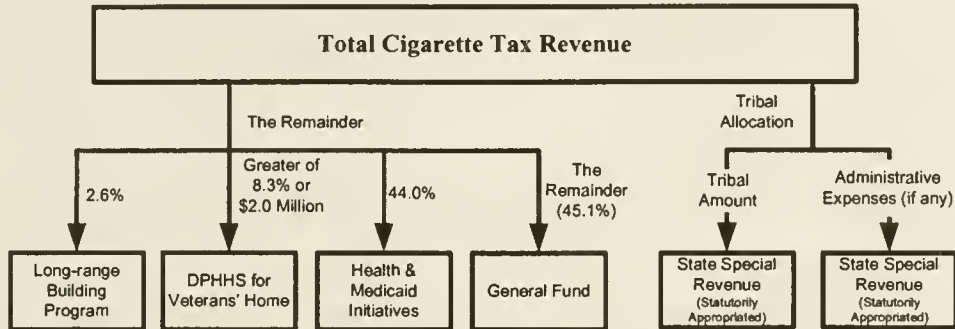 Total Cigarette Tax Revenue
The Remainder
Tribal
Allocation
2.6%
Greater of
8.3% or
$2.0 Million
44.0%
The
Remainder
(45.1%)
Tribal
Amount
Administrative
Expenses (if any)
Long-range
Building
Program
DPHHS for
Veterans' Home
Health &
Medicaid
Initiatives
General Fund
State Special
Revenue
(Statutorily
Appropriated)
State Special
Revenue
(Statutorily
Appropriated)